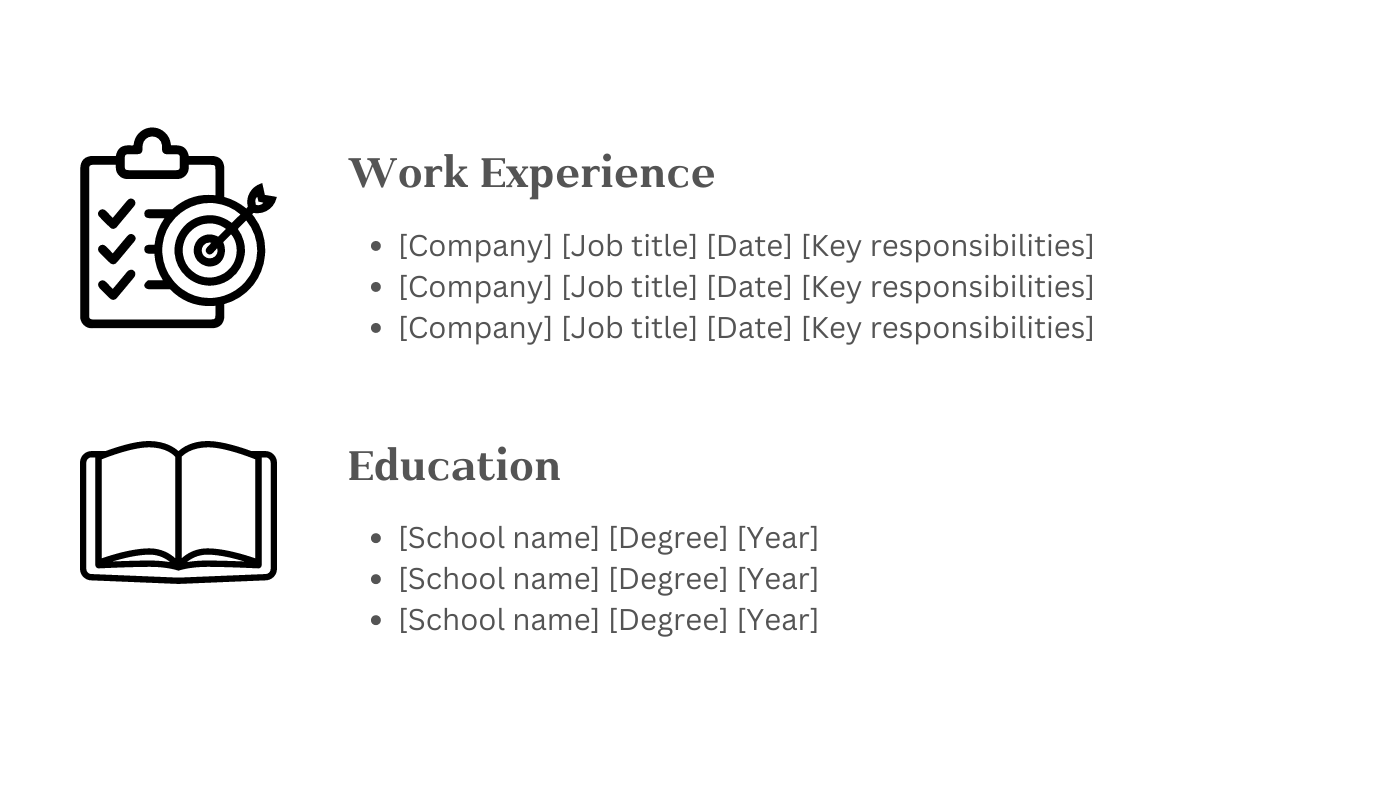 Work Experience
• [Company] [Job title] [Date] [Key responsibilities]
• [Company] [Job title] [Date] [Key responsibilities]
• [Company] [Job title] [Date] [Key responsibilities]
Education
• [School name] [Degree] [Year]
• [School name] [Degree] [Year]
• [School name] [Degree] [Year]